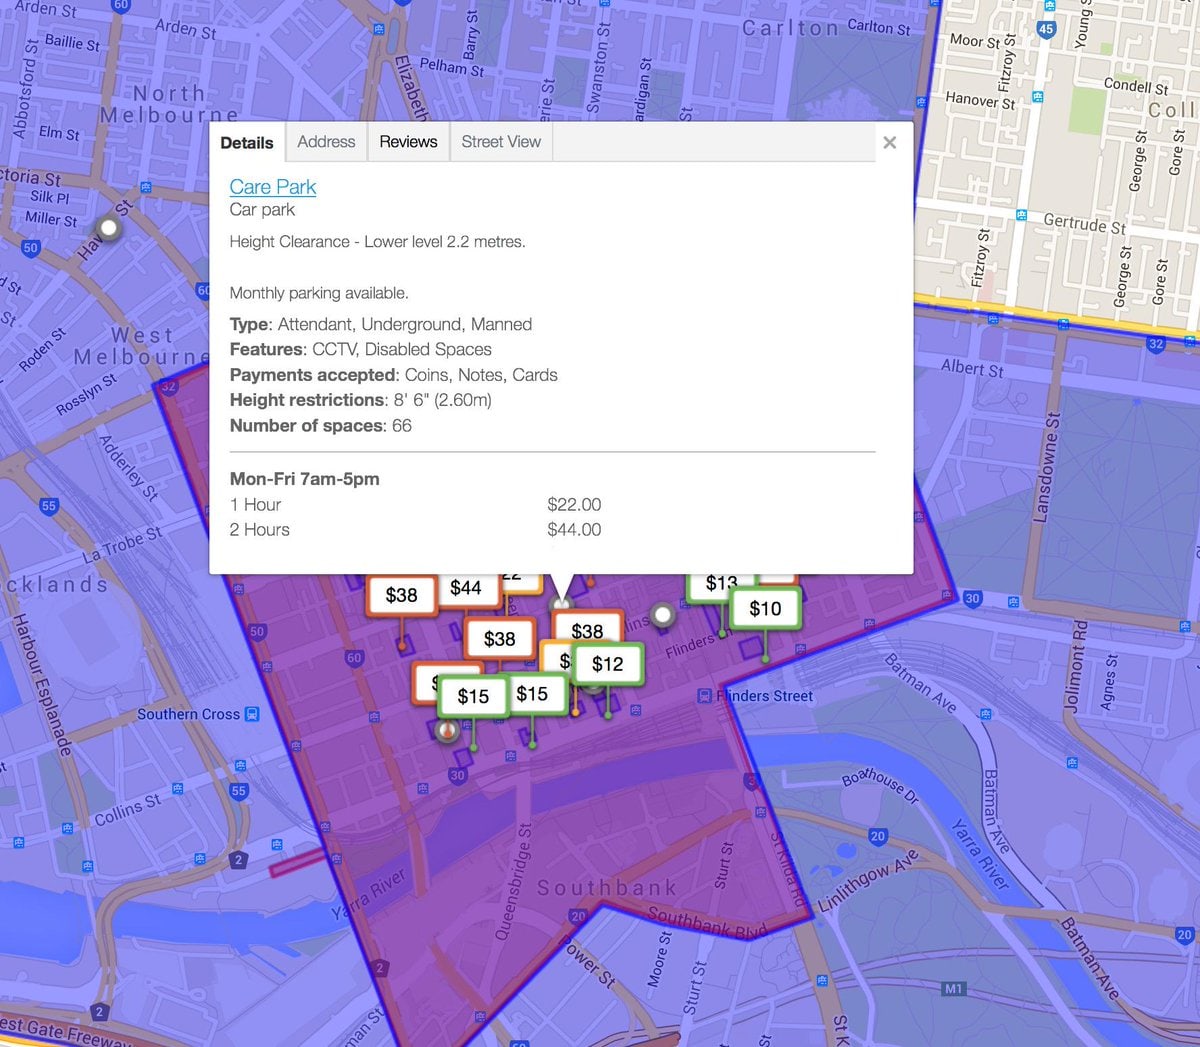 Arden St
60
Baillie St
Arden St
Barry St
Carlton
Carlton St
45
Moor St
Fitzroy St
Young S
Pelham St
Elizabeth
Swanston St
Abbotsford St
North
Melbourne
Condell St
Hanover St
Coll
Elm St
George St
Gore St
Details
Address
Reviews
Street View
×
ctoria St
Silk Pl
Miller St
50
Care Park
Car park
Height Clearance - Lower level 2.2 metres.
Monthly parking available.
Type: Attendant, Underground, Manned
Features: CCTV, Disabled Spaces
Payments accepted: Coins, Notes, Cards
Height restrictions: 8' 6" (2.60m)
Number of spaces: 66
Mon-Fri 7am-5pm
1 Hour $22.00
2 Hours $44.00
Gertrude St
Fitzroy St
George St
Gore St
60
West
Melbourne
Roden St
Rosslyn St
32
32
Albert St
Lansdowne St
Adderley St
55
La Trobe St
cklands
$38
$44
22
$13
$10
30
50
$38
$38
Flinders
60
$
$12
$
$15
$15
Harbour Esplanade
Southern Cross
Flinders Street
Batman Ave
Jolimont Rd
Agnes St
30
55
Collins St
Boathouse Dr
Batman Ave
20
2
Yarra River
Yarra River
Queensbridge St
Southbank
Sturt St
St Kilda Rd
Linlithgow Ave
20
Southbank Blvd
Batman Ave
20
2
Power St
Moore St
Sturt St
M1
2
est Gate Freeway
man St
St K